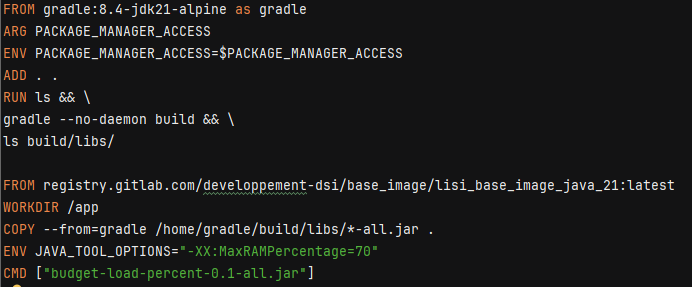 FROM gradle:8.4-jdk21-alpine as gradle
ARG PACKAGE_MANAGER_ACCESS
ENV PACKAGE_MANAGER_ACCESS=$PACKAGE_MANAGER_ACCESS
ADD . .
RUN ls && \
gradle --no-daemon build && \
ls build/libs/
FROM registry.gitlab.com/developpement-dsi/base_image/lisi_base_image_java_21:latest
WORKDIR /app
COPY --from=gradle /home/gradle/build/libs/*-all.jar .
ENV JAVA_TOOL_OPTIONS="-XX:MaxRAMPercentage=70"
CMD ["budget-load-percent-0.1-all.jar"]